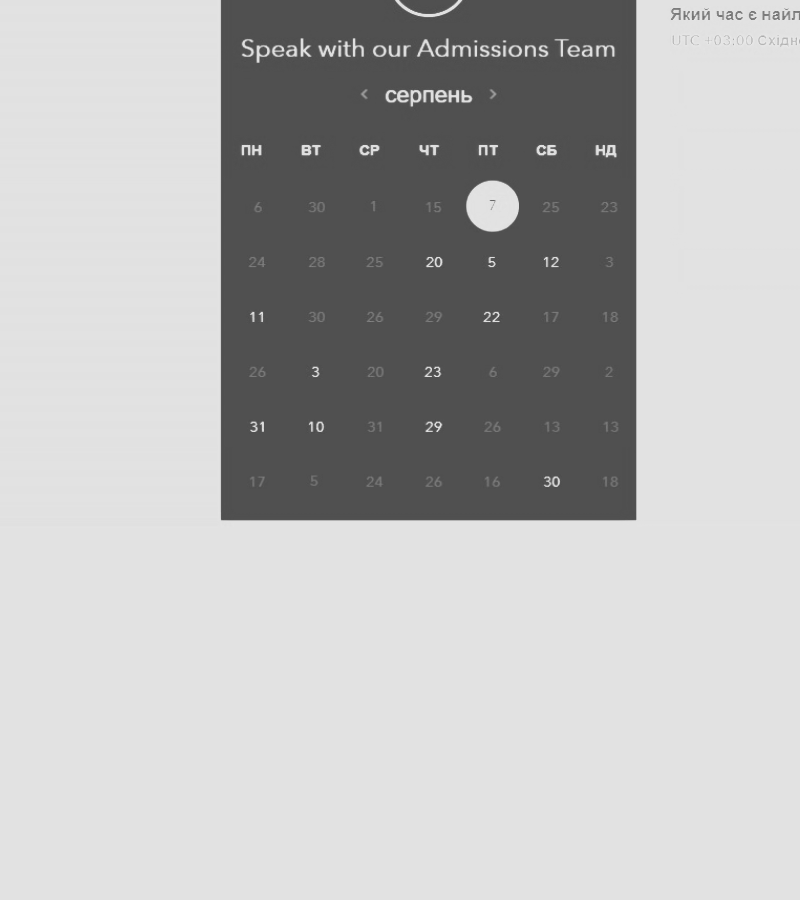 Який час є найл
UTC +03:00 Східн
Speak with our Admissions Team
серпень
ПН ВТ СР ЧТ ПТ СБ НД
6 30 1 15 7 25 23
24 28 25 20 5 12 3
11 30 26 29 22 17 18
26 3 20 23 6 29 2
31 10 31 29 26 13 13
17 5 24 26 16 30 18